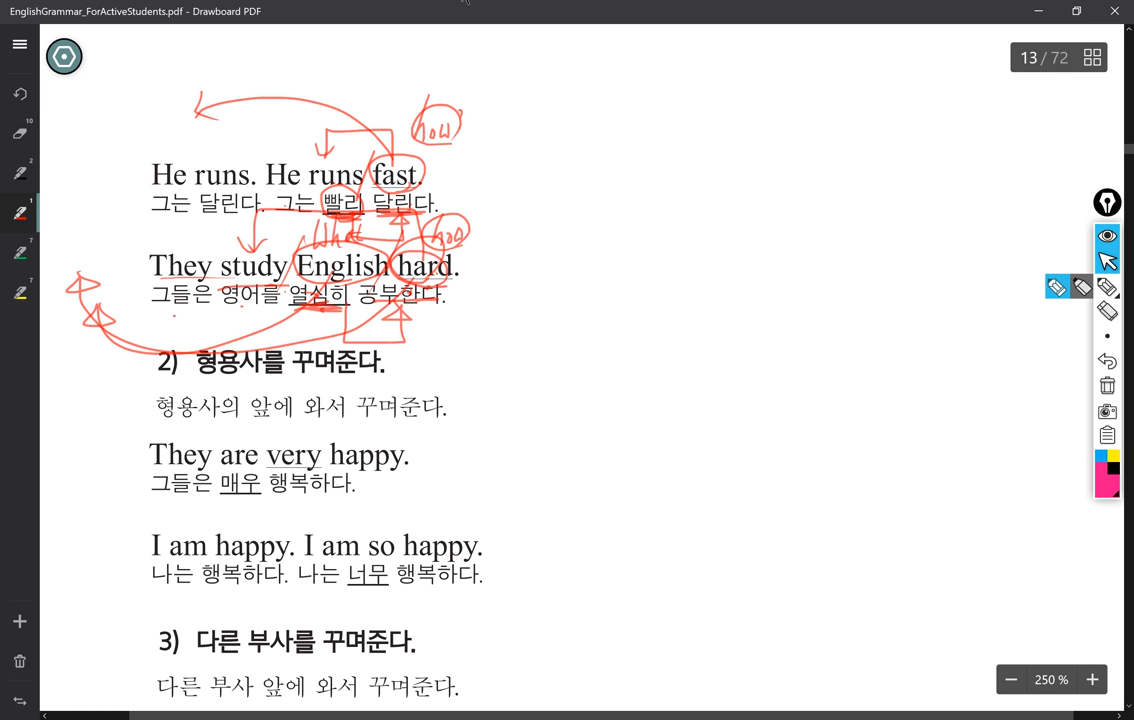 EnglishGrammar_ForActiveStudents.pdf - Drawboard PDF
13 / 72
10
2
1
7
7
how
He runs. He runs fast.
그는 달린다. 그는 빨리 달린다.
What how
They study English hard.
그들은 영어를 열심히 공부한다.
2) 형용사를 꾸며준다.
형용사의 앞에 와서 꾸며준다.
They are very happy.
그들은 매우 행복하다.
I am happy. I am so happy.
나는 행복하다. 나는 너무 행복하다.
3) 다른 부사를 꾸며준다.
다른 부사 앞에 와서 꾸며준다.
250 %